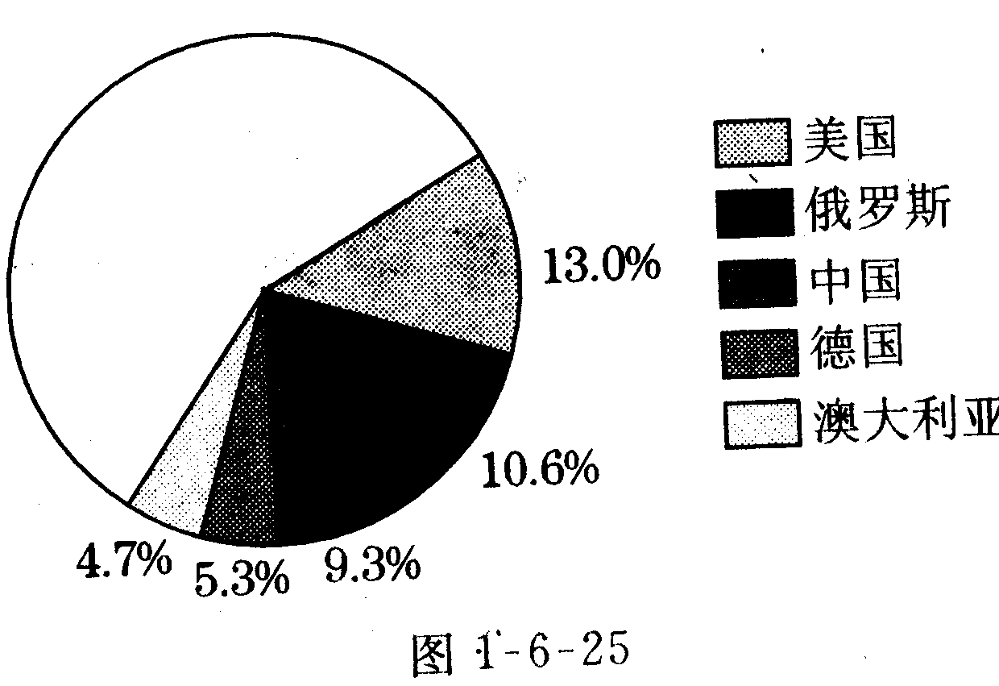 美国
俄罗斯
中国
德国
澳大利亚
13.0%
10.6%
9.3%
5.3%
4.7%
图 1-6-25